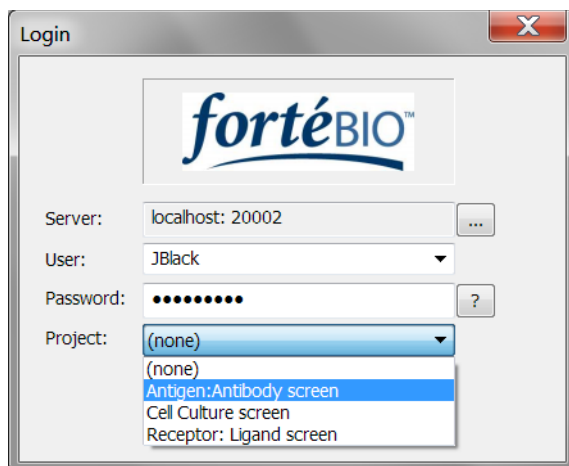 Login
X
fortéBIO™
Server: localhost: 20002 ...
User: JBlack
Password: ••••••••• ?
Project: (none)
(none)
Antigen:Antibody screen
Cell Culture screen
Receptor: Ligand screen